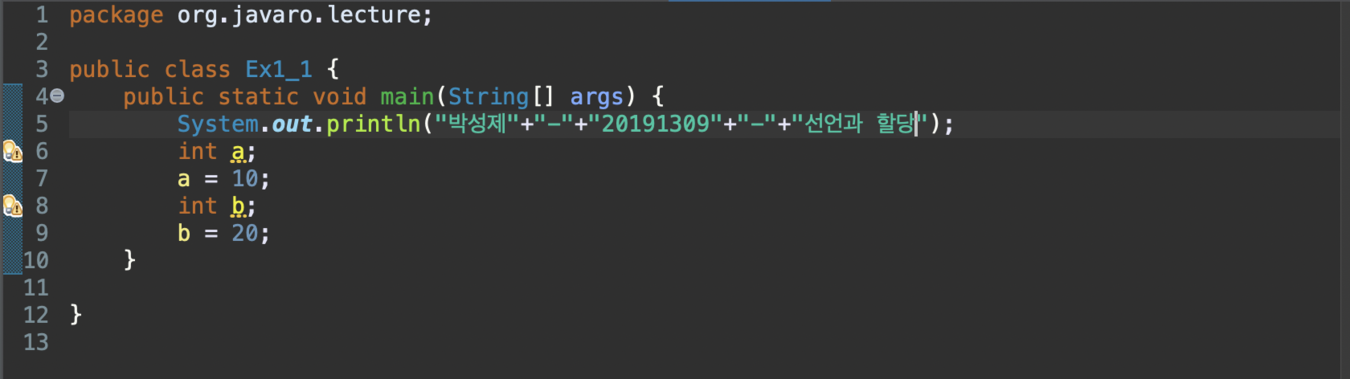 1 package org.javaro.lecture;
2
3 public class Ex1_1 {
4 public static void main(String[] args) {
5 System.out.println("박성제"+"-"+"20191309"+"-"+"선언과 할당");
6 int a;
7 a = 10;
8 int b;
9 b = 20;
10 }
11
12 }
13